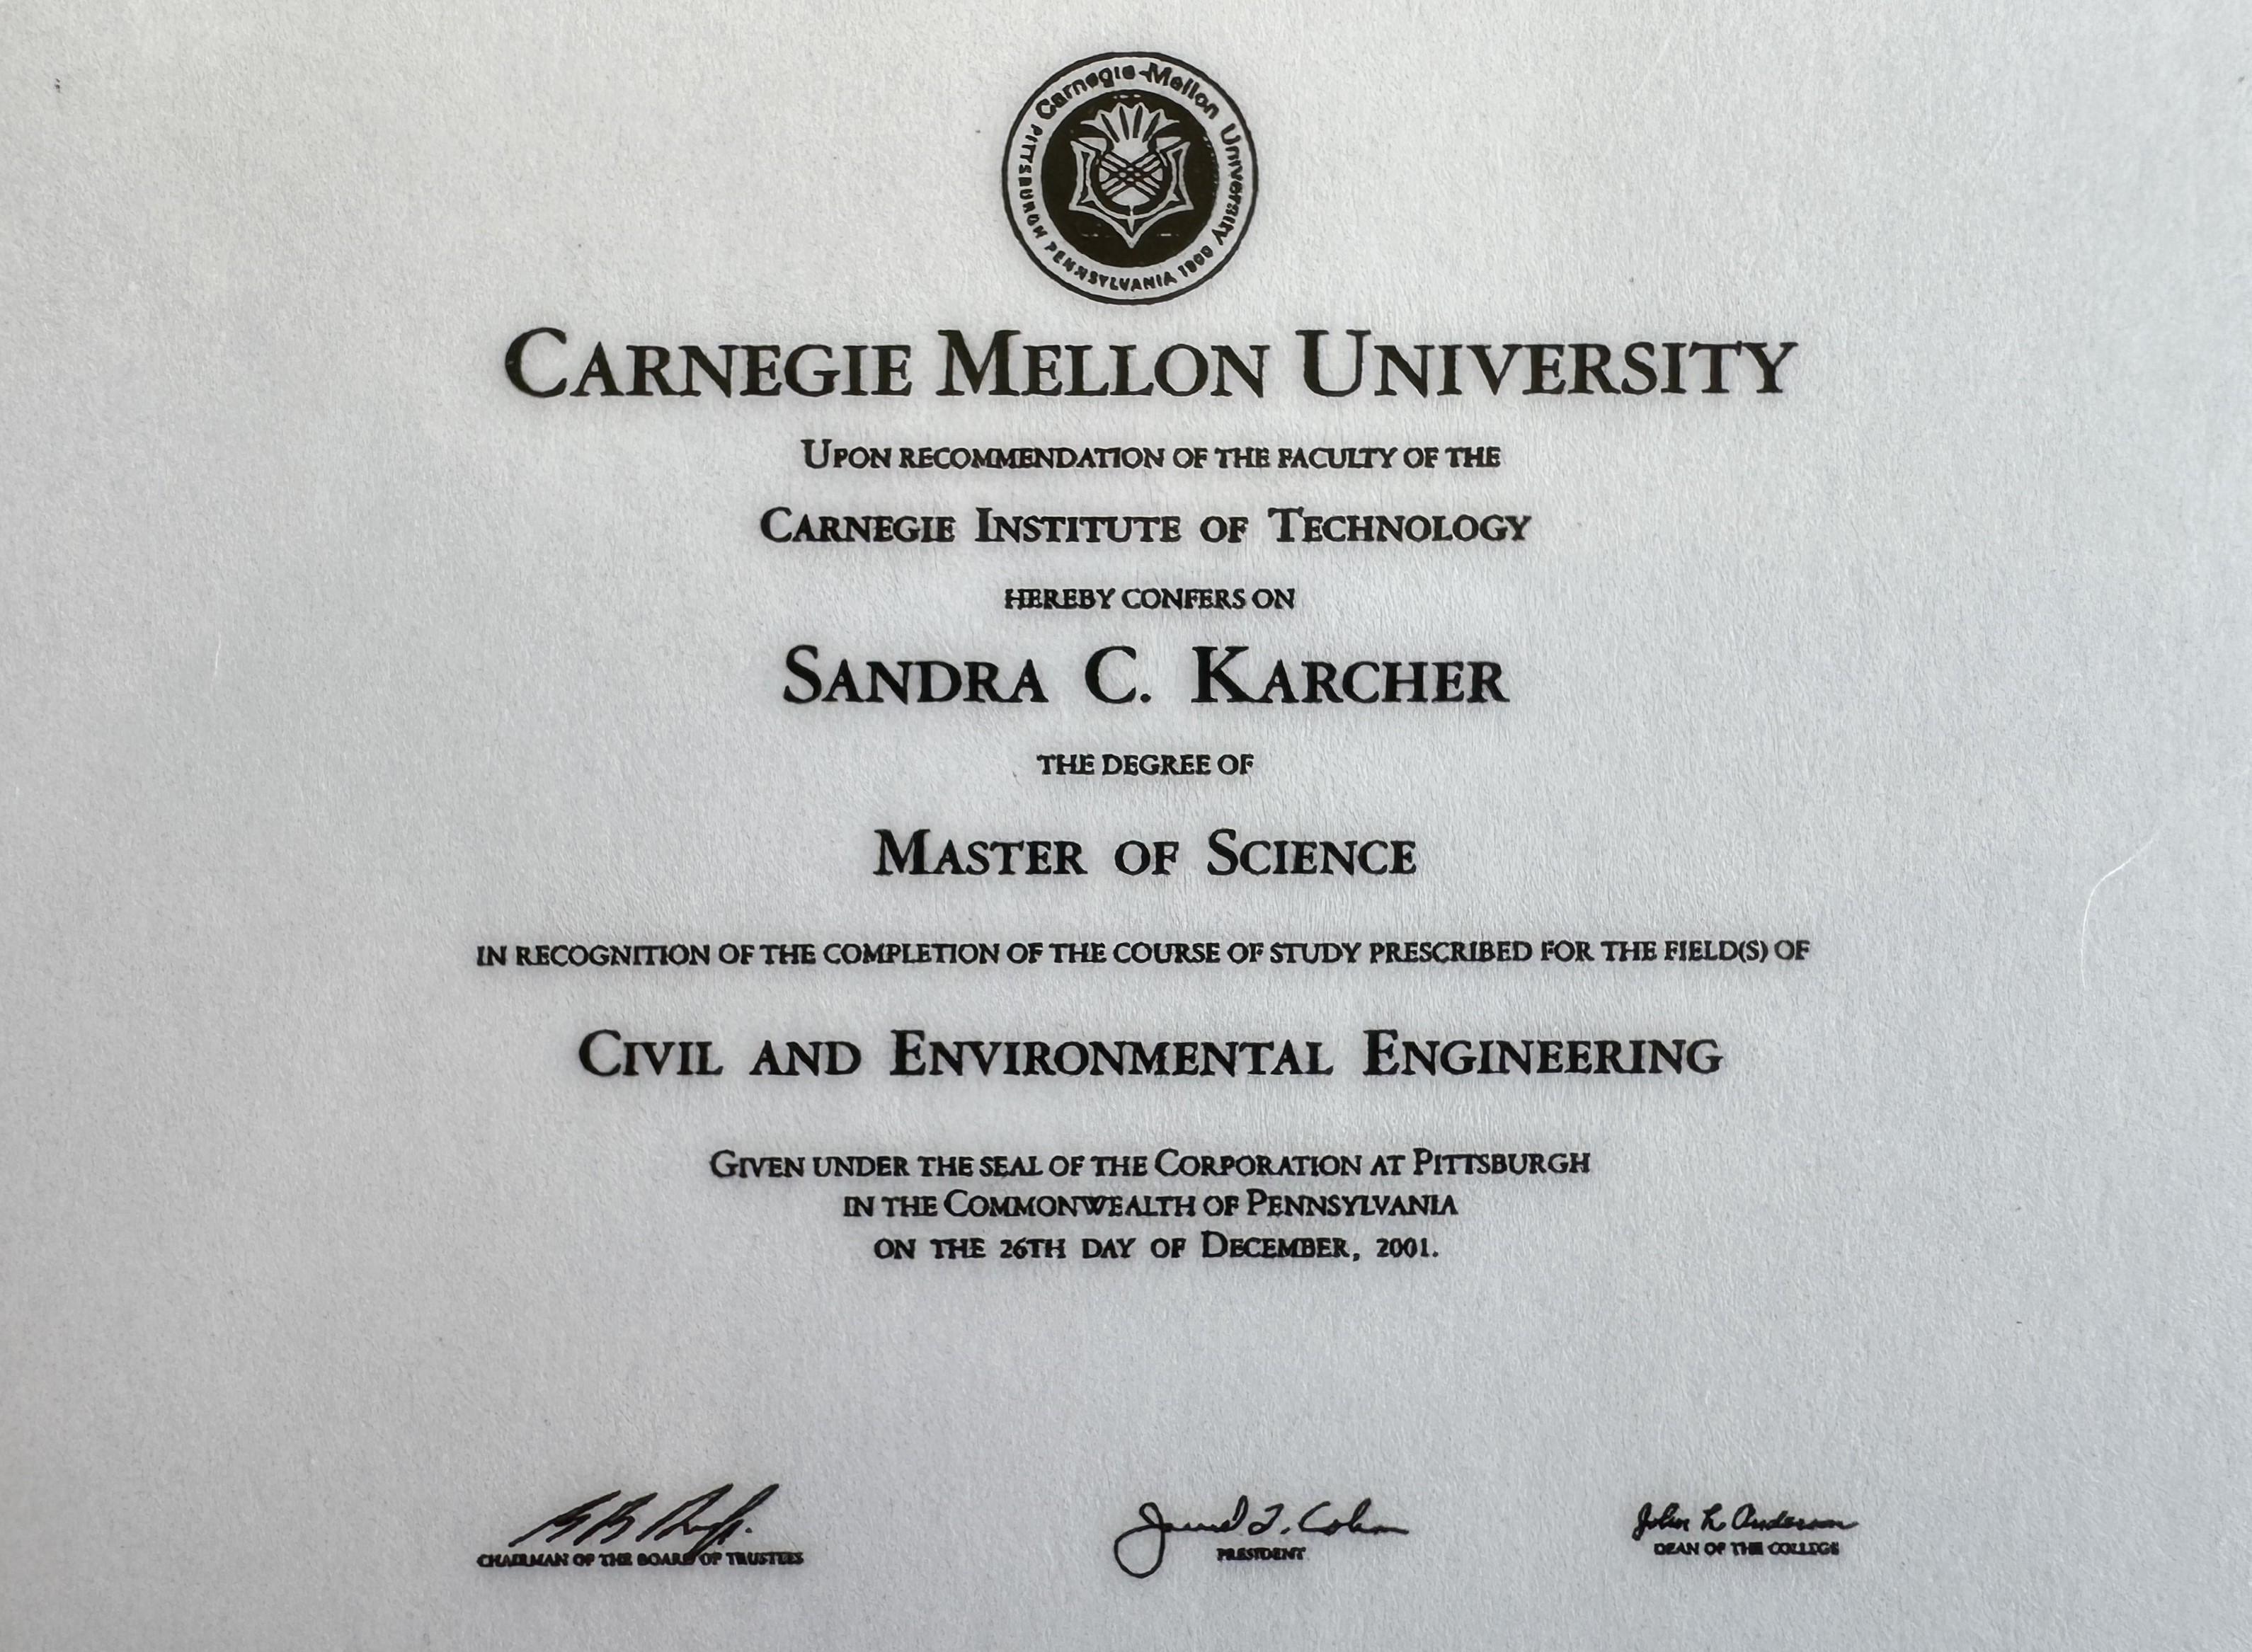 Carnegie-Mellon University
PITTSBURGH PENNSYLVANIA 1900
CARNEGIE MELLON UNIVERSITY
UPON RECOMMENDATION OF THE FACULTY OF THE
CARNEGIE INSTITUTE OF TECHNOLOGY
HEREBY CONFERS ON
SANDRA C. KARCHER
THE DEGREE OF
MASTER OF SCIENCE
IN RECOGNITION OF THE COMPLETION OF THE COURSE OF STUDY PRESCRIBED FOR THE FIELD(S) OF
CIVIL AND ENVIRONMENTAL ENGINEERING
GIVEN UNDER THE SEAL OF THE CORPORATION AT PITTSBURGH
IN THE COMMONWEALTH OF PENNSYLVANIA
ON THE 26TH DAY OF DECEMBER, 2001.
Jared L. Cohon John L. Anderson
CHAIRMAN OF THE BOARD OF TRUSTEES PRESIDENT DEAN OF THE COLLEGE